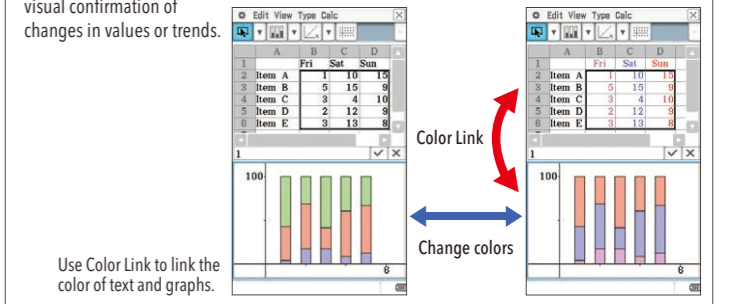 visual confirmation of
changes in values or trends.
Edit View Type Calc
A B C D
1 Fri Sat Sun
2 Item A 1 10 15
3 Item B 5 15 9
4 Item C 3 4 10
5 Item D 2 12 9
6 Item E 3 13 8
1
100
6
Color Link
Change colors
Edit View Type Calc
A B C D
1 Fri Sat Sun
2 Item A 1 10 15
3 Item B 5 15 9
4 Item C 3 4 10
5 Item D 2 12 9
6 Item E 3 13 8
1
100
6
Use Color Link to link the
color of text and graphs.